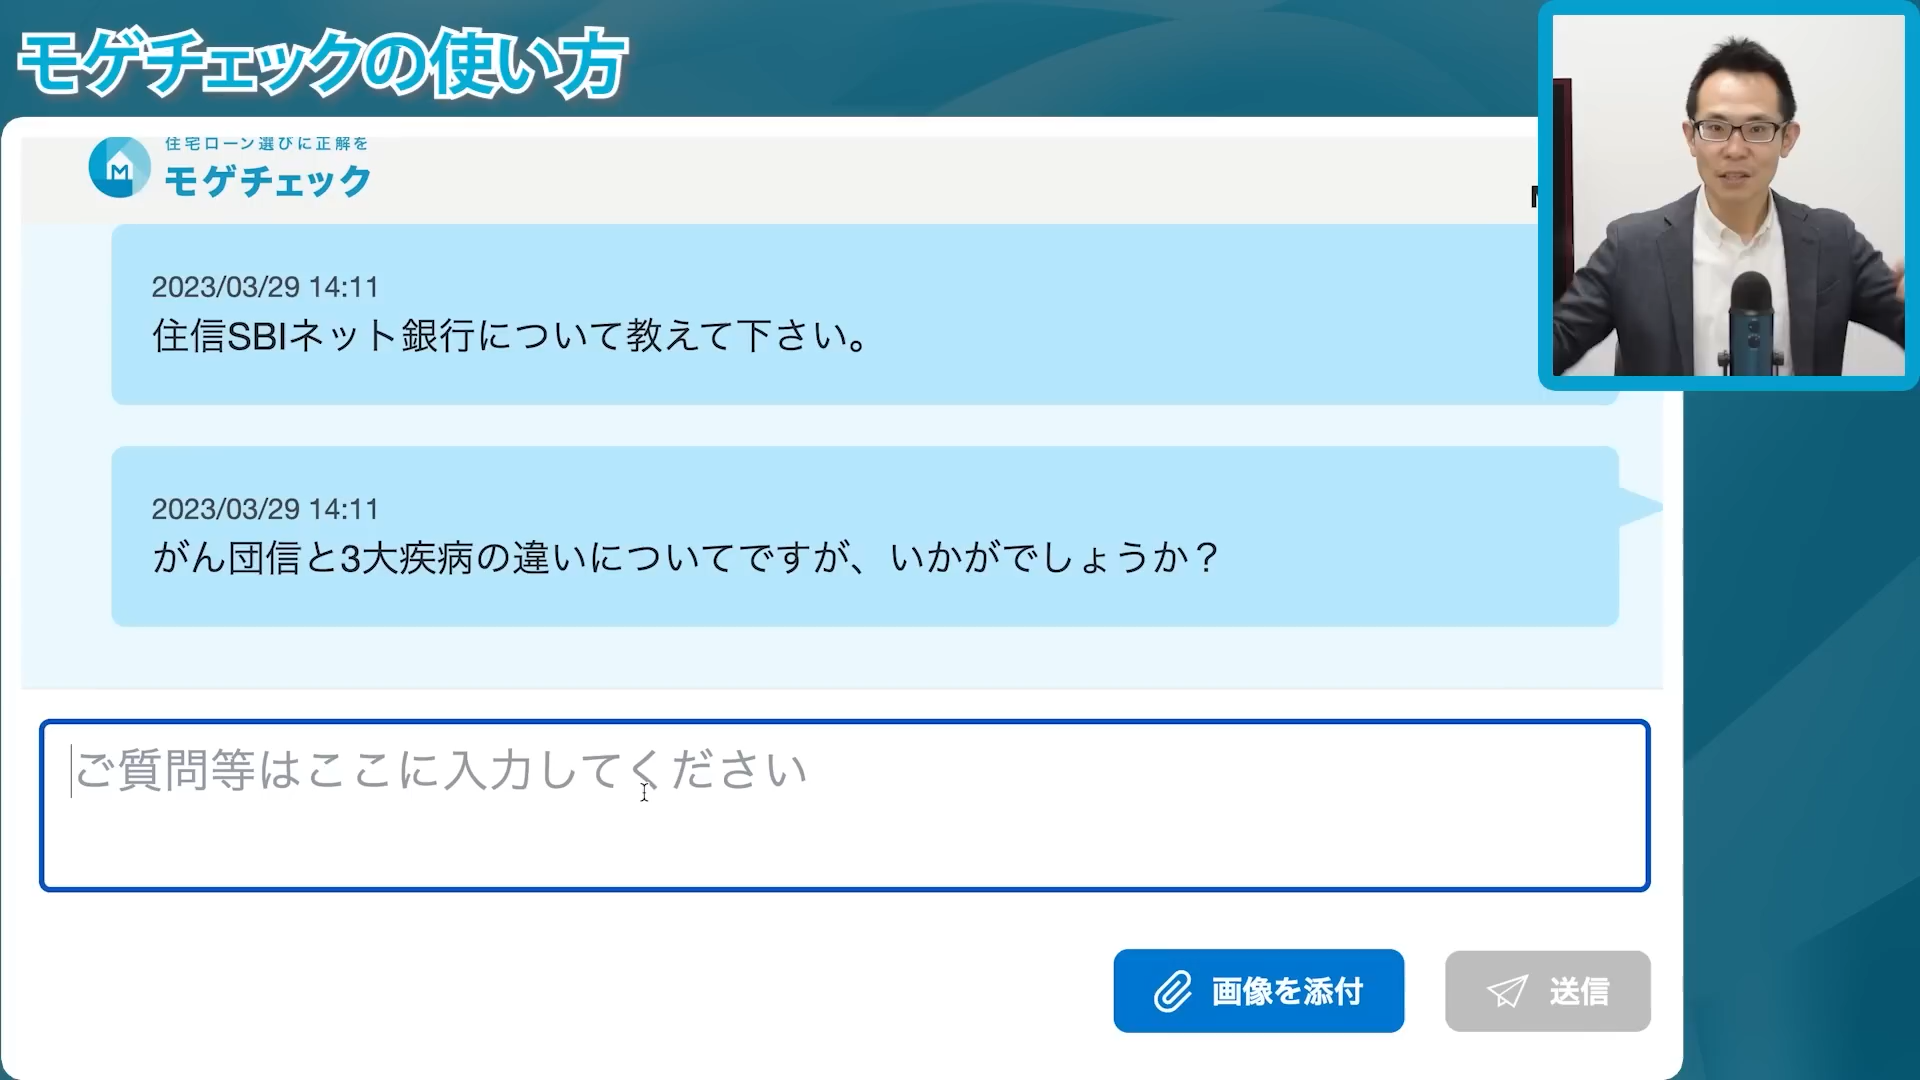 モゲチェックの使い方
住宅ローン選びに正解を
モゲチェック
2023/03/29 14:11
住信SBIネット銀行について教えて下さい。
2023/03/29 14:11
がん団信と3大疾病の違いについてですが、いかがでしょうか？
ご質問等はここに入力してください
画像を添付
送信